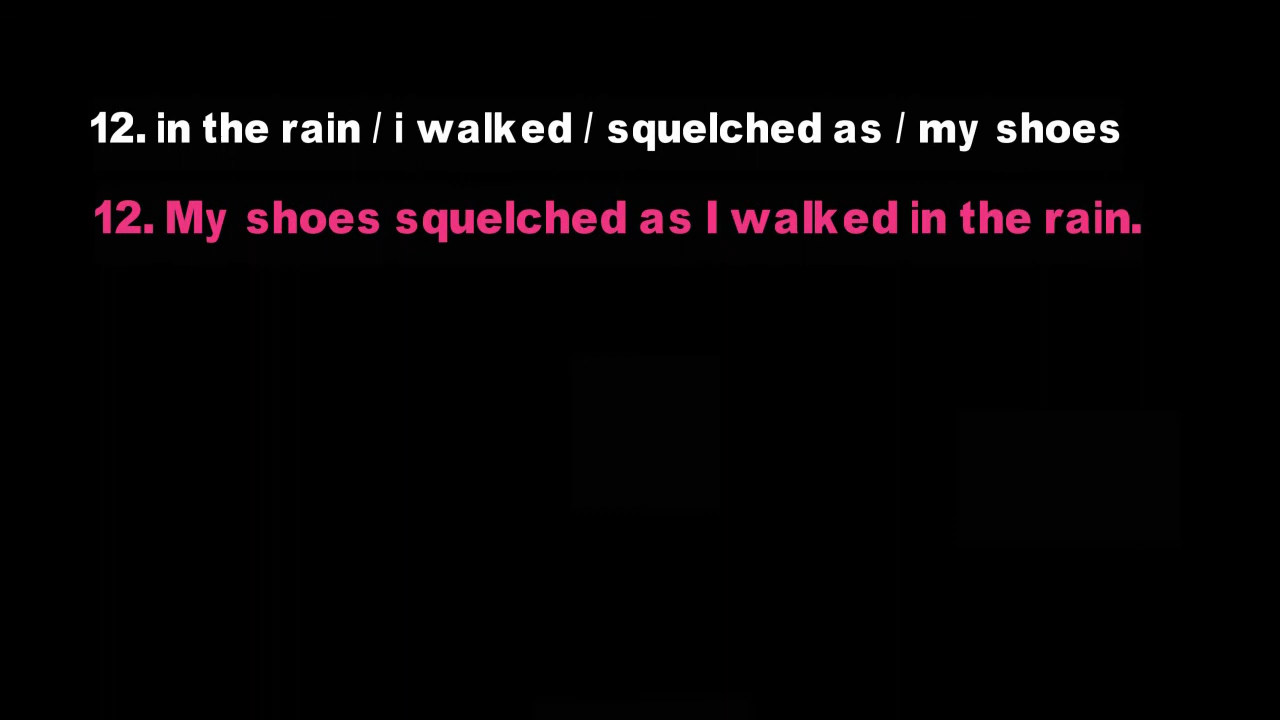 12. in the rain / i walked / squelched as / my shoes
12. My shoes squelched as I walked in the rain.